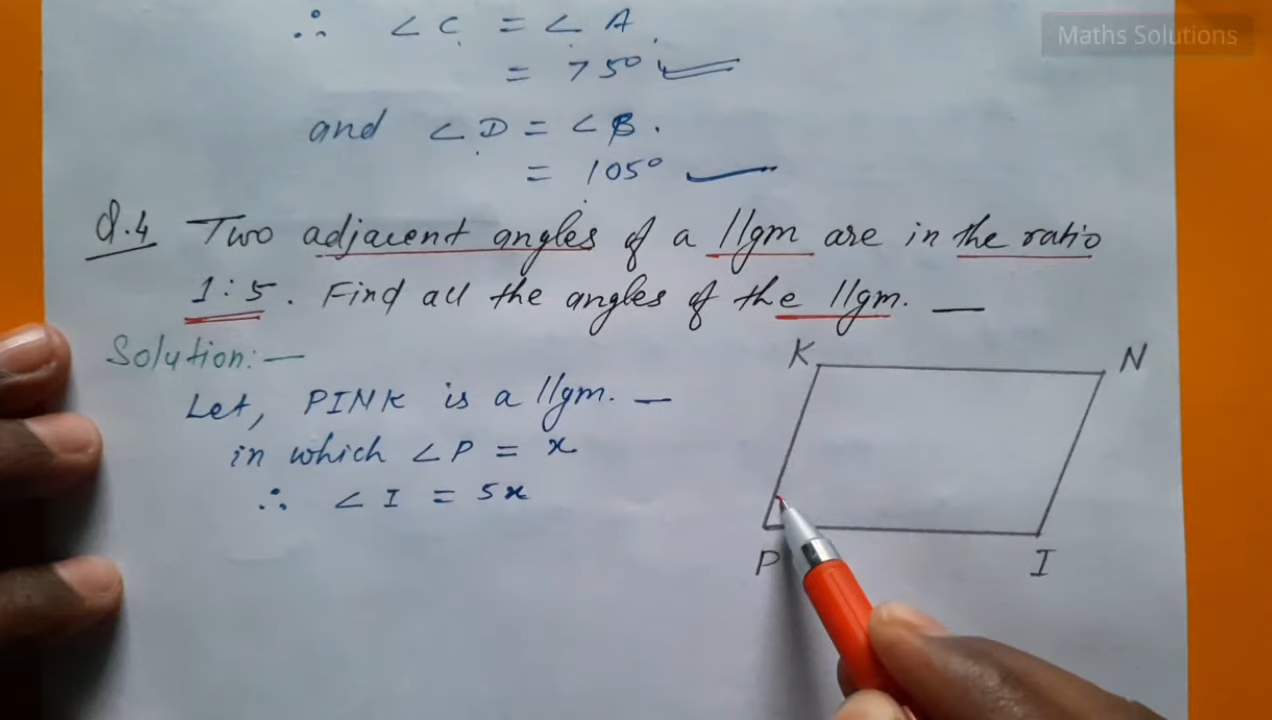 ∴ ∠C = ∠A.
= 75°
Maths Solutions
and ∠D = ∠B.
= 105°
Q.4 Two adjacent angles of a ||gm are in the ratio
1:5. Find all the angles of the ||gm. —
Solution:—
Let, PINK is a ||gm. —
in which ∠P = x
∴ ∠I = 5x
K N
P I